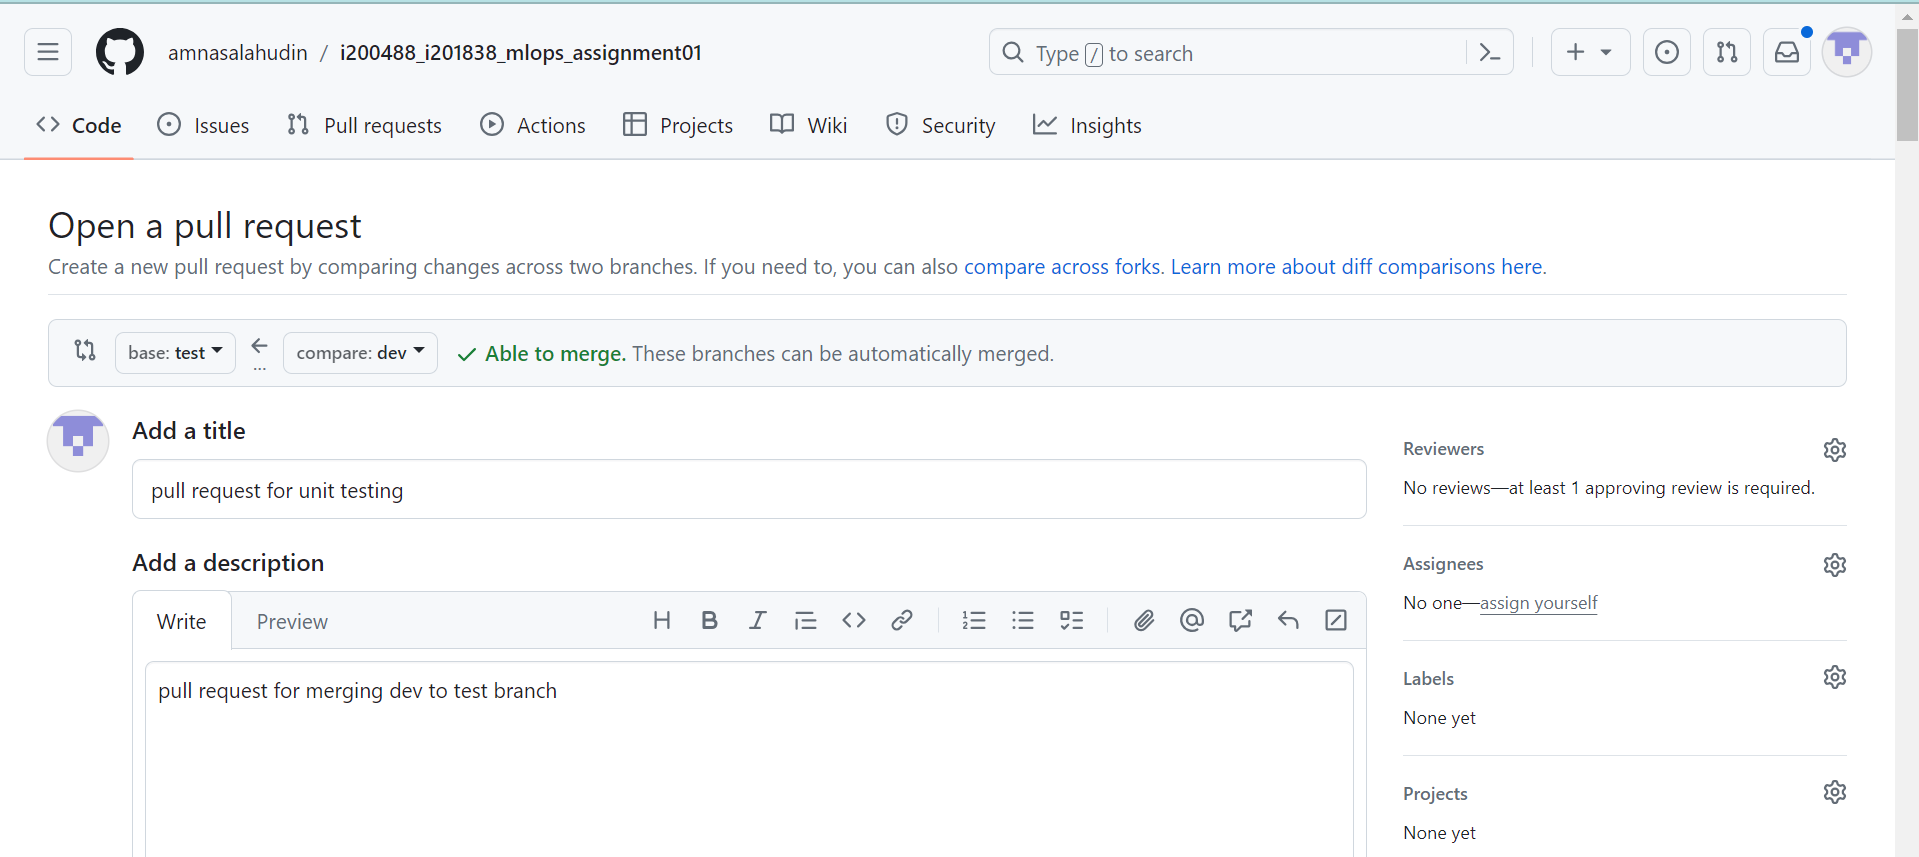 amnasalahudin / i200488_i201838_mlops_assignment01
Type / to search
Code Issues Pull requests Actions Projects Wiki Security Insights
Open a pull request
Create a new pull request by comparing changes across two branches. If you need to, you can also compare across forks. Learn more about diff comparisons here.
base: test ← compare: dev Able to merge. These branches can be automatically merged.
...
Add a title
pull request for unit testing
Add a description
Write Preview
pull request for merging dev to test branch
Reviewers
No reviews—at least 1 approving review is required.
Assignees
No one—assign yourself
Labels
None yet
Projects
None yet